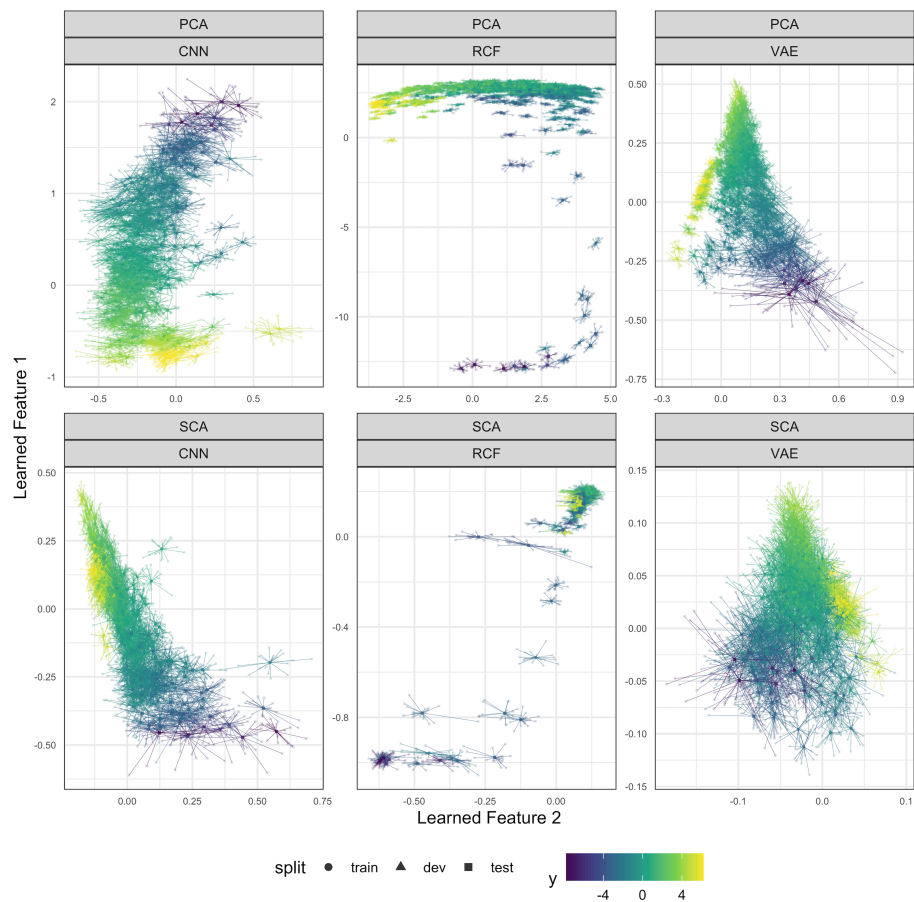 PCA PCA PCA
CNN RCF VAE
2
1
0
-1
-0.5 0.0 0.5
0
-5
-10
-2.5 0.0 2.5 5.0
0.50
0.25
0.00
-0.25
-0.50
-0.75
-0.3 0.0 0.3 0.6 0.9
Learned Feature 1
SCA SCA SCA
CNN RCF VAE
0.50
0.25
0.00
-0.25
-0.50
0.00 0.25 0.50 0.75
0.0
-0.4
-0.8
-0.50 -0.25 0.00
0.15
0.10
0.05
0.00
-0.05
-0.10
-0.15
-0.1 0.0 0.1
Learned Feature 2
split train dev test y
-4 0 4